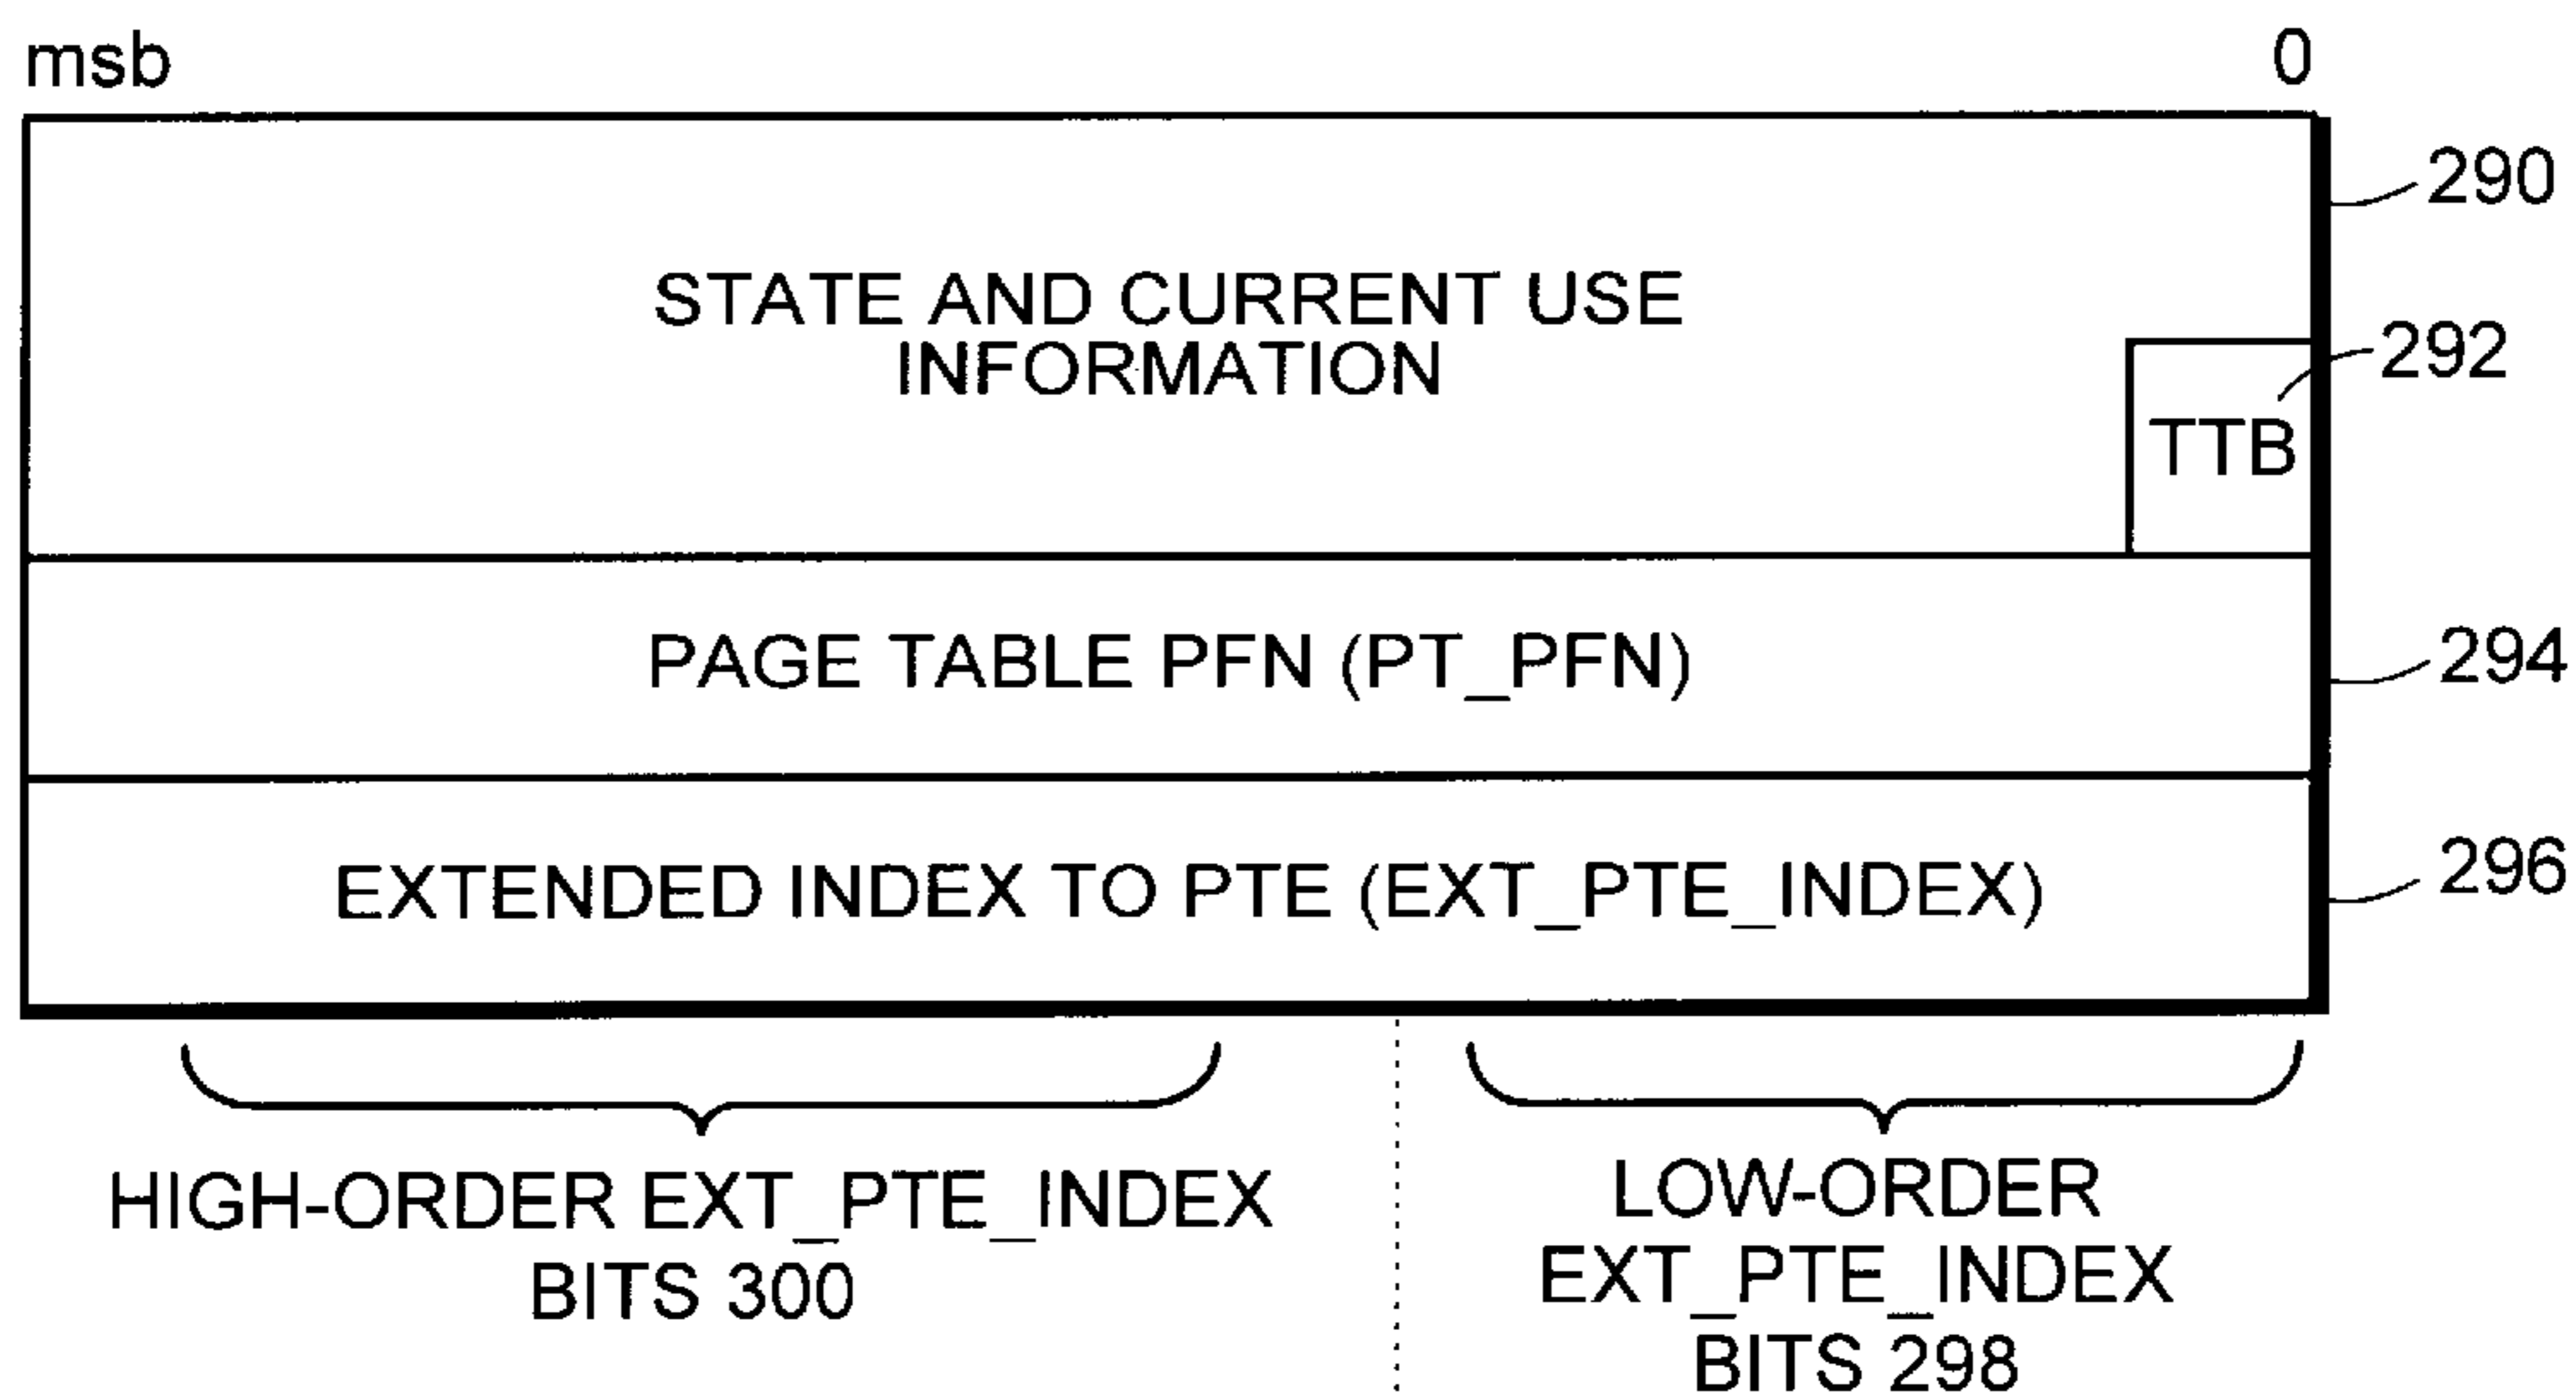 msb 0
290
STATE AND CURRENT USE
INFORMATION
292
TTB
PAGE TABLE PFN (PT_PFN)
294
EXTENDED INDEX TO PTE (EXT_PTE_INDEX)
296
HIGH-ORDER EXT_PTE_INDEX
BITS 300
LOW-ORDER
EXT_PTE_INDEX
BITS 298